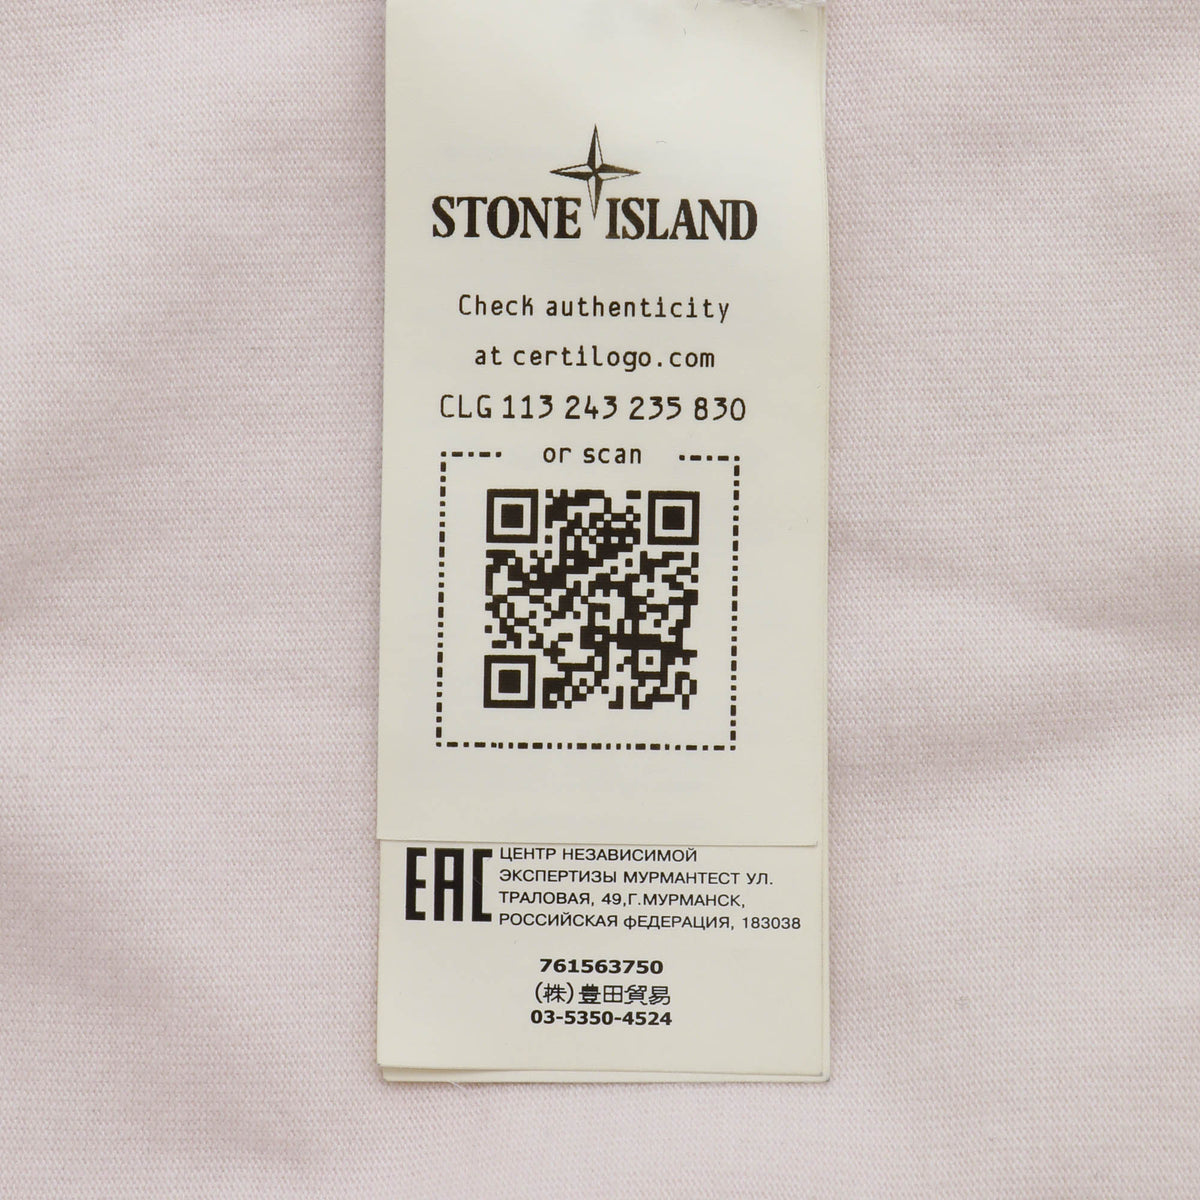 STONE ISLAND
Check authenticity
at certilogo.com
CLG 113 243 235 830
or scan
EAC
ЦЕНТР НЕЗАВИСИМОЙ
ЭКСПЕРТИЗЫ МУРМАНТЕСТ УЛ.
ТРАЛОВАЯ, 49,Г.МУРМАНСК,
РОССИЙСКАЯ ФЕДЕРАЦИЯ, 183038
761563750
(株)豊田貿易
03-5350-4524